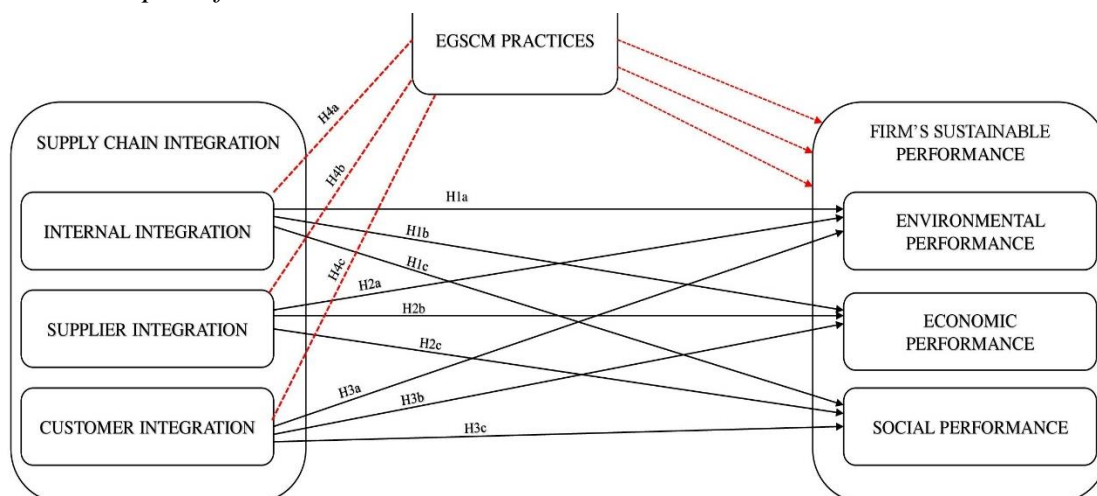 EGSCM PRACTICES
SUPPLY CHAIN INTEGRATION
FIRM'S SUSTAINABLE
PERFORMANCE
H4a
H4b
H4c
INTERNAL INTEGRATION
SUPPLIER INTEGRATION
CUSTOMER INTEGRATION
H1a
H1b
H1c
H2a
H2b
H2c
H3a
H3b
H3c
ENVIRONMENTAL
PERFORMANCE
ECONOMIC
PERFORMANCE
SOCIAL PERFORMANCE